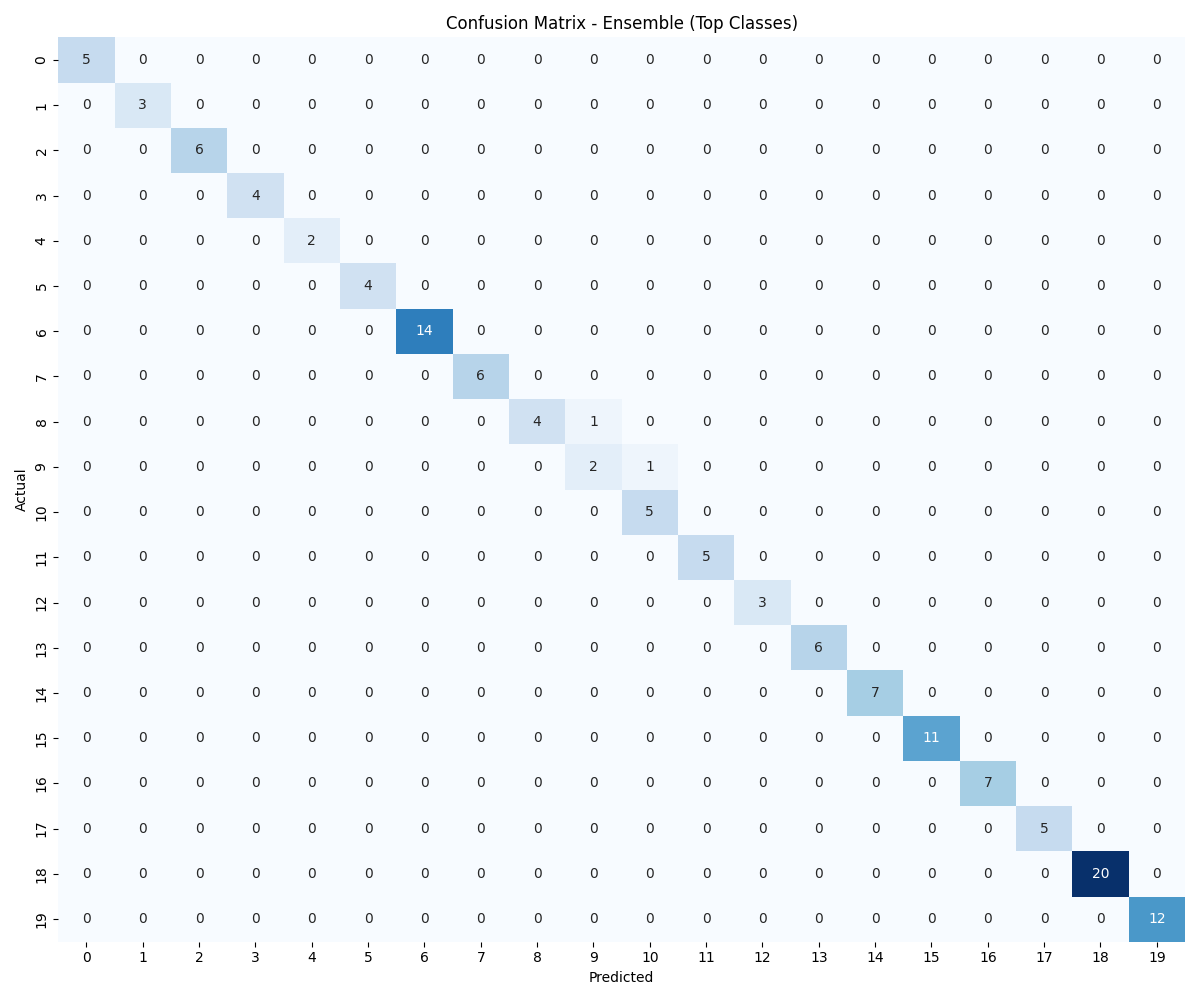 Confusion Matrix - Ensemble (Top Classes)
0 5 0 0 0 0 0 0 0 0 0 0 0 0 0 0 0 0 0 0 0
1 0 3 0 0 0 0 0 0 0 0 0 0 0 0 0 0 0 0 0 0
2 0 0 6 0 0 0 0 0 0 0 0 0 0 0 0 0 0 0 0 0
3 0 0 0 4 0 0 0 0 0 0 0 0 0 0 0 0 0 0 0 0
4 0 0 0 0 2 0 0 0 0 0 0 0 0 0 0 0 0 0 0 0
5 0 0 0 0 0 4 0 0 0 0 0 0 0 0 0 0 0 0 0 0
6 0 0 0 0 0 0 14 0 0 0 0 0 0 0 0 0 0 0 0 0
7 0 0 0 0 0 0 0 6 0 0 0 0 0 0 0 0 0 0 0 0
8 0 0 0 0 0 0 0 0 4 1 0 0 0 0 0 0 0 0 0 0
Actual
9 0 0 0 0 0 0 0 0 0 2 1 0 0 0 0 0 0 0 0 0
10 0 0 0 0 0 0 0 0 0 0 5 0 0 0 0 0 0 0 0 0
11 0 0 0 0 0 0 0 0 0 0 0 5 0 0 0 0 0 0 0 0
12 0 0 0 0 0 0 0 0 0 0 0 0 3 0 0 0 0 0 0 0
13 0 0 0 0 0 0 0 0 0 0 0 0 0 6 0 0 0 0 0 0
14 0 0 0 0 0 0 0 0 0 0 0 0 0 0 7 0 0 0 0 0
15 0 0 0 0 0 0 0 0 0 0 0 0 0 0 0 11 0 0 0 0
16 0 0 0 0 0 0 0 0 0 0 0 0 0 0 0 0 7 0 0 0
17 0 0 0 0 0 0 0 0 0 0 0 0 0 0 0 0 0 5 0 0
18 0 0 0 0 0 0 0 0 0 0 0 0 0 0 0 0 0 0 20 0
19 0 0 0 0 0 0 0 0 0 0 0 0 0 0 0 0 0 0 0 12
0 1 2 3 4 5 6 7 8 9 10 11 12 13 14 15 16 17 18 19
Predicted